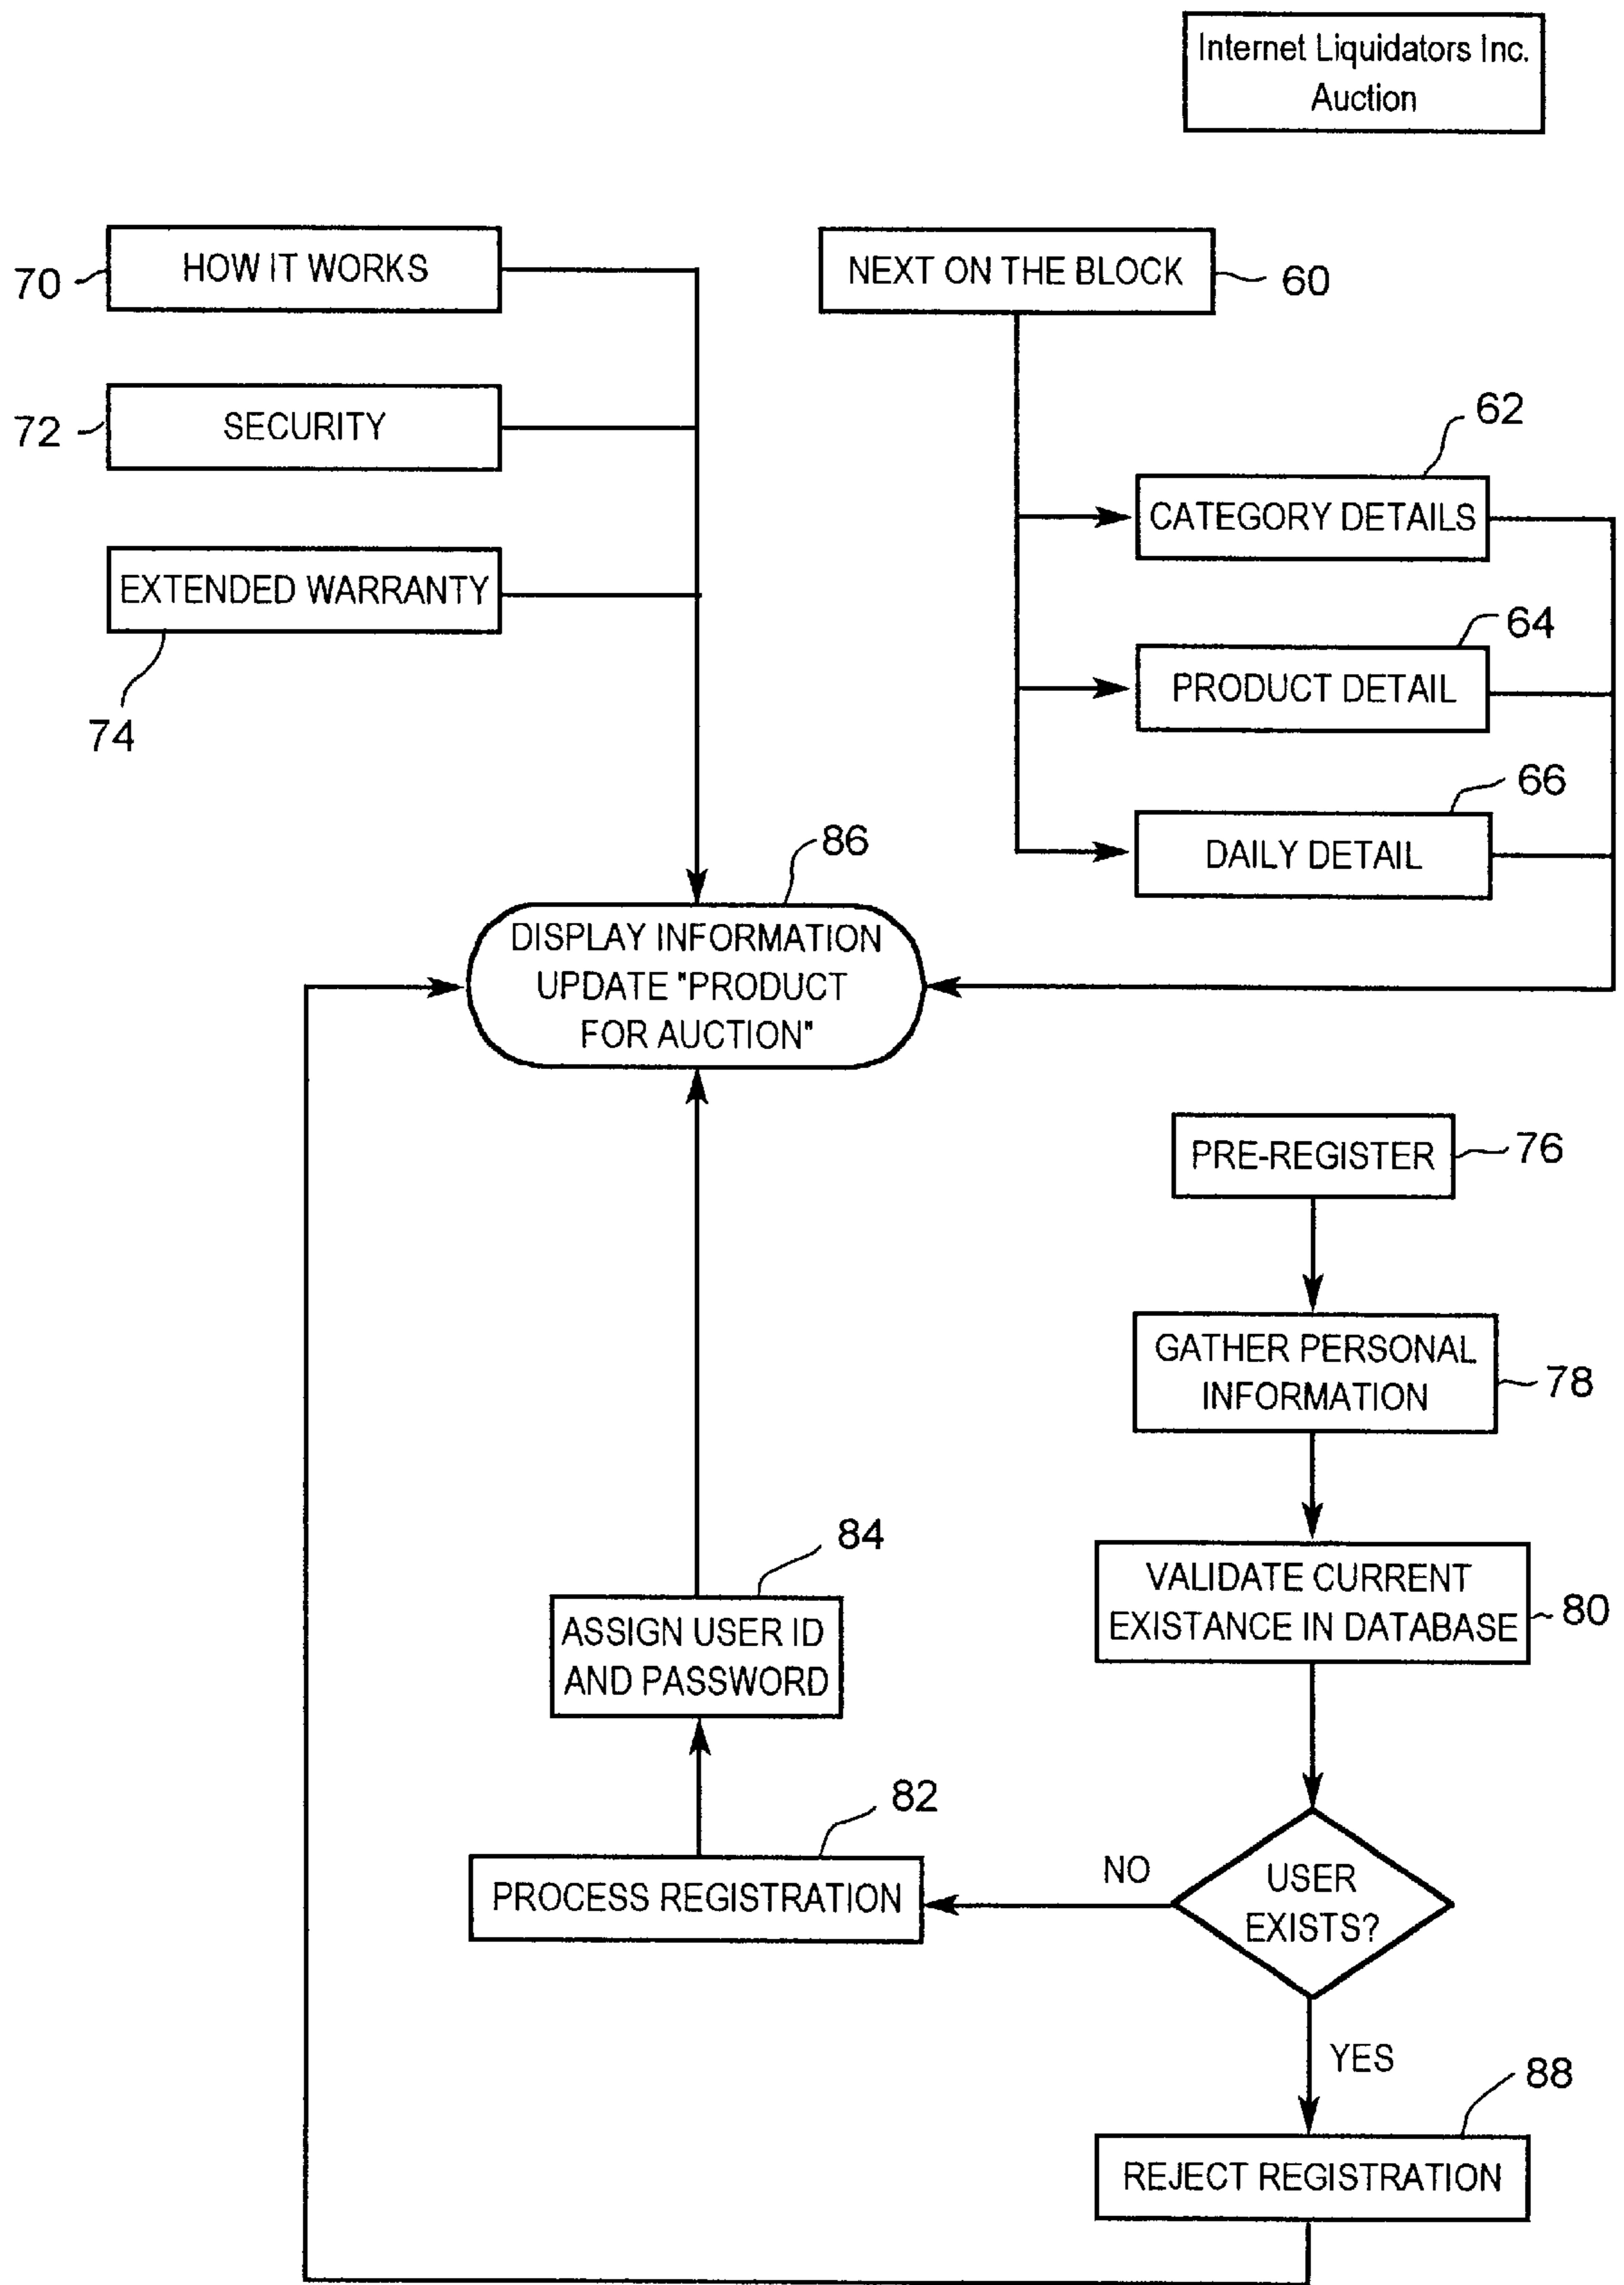 Internet Liquidators Inc.
Auction
70
HOW IT WORKS
NEXT ON THE BLOCK
60
72
SECURITY
62
CATEGORY DETAILS
EXTENDED WARRANTY
74
64
PRODUCT DETAIL
66
DAILY DETAIL
86
DISPLAY INFORMATION
UPDATE "PRODUCT
FOR AUCTION"
PRE-REGISTER
76
GATHER PERSONAL
INFORMATION
78
84
ASSIGN USER ID
AND PASSWORD
VALIDATE CURRENT
EXISTANCE IN DATABASE
80
82
PROCESS REGISTRATION
NO
USER
EXISTS?
YES
88
REJECT REGISTRATION